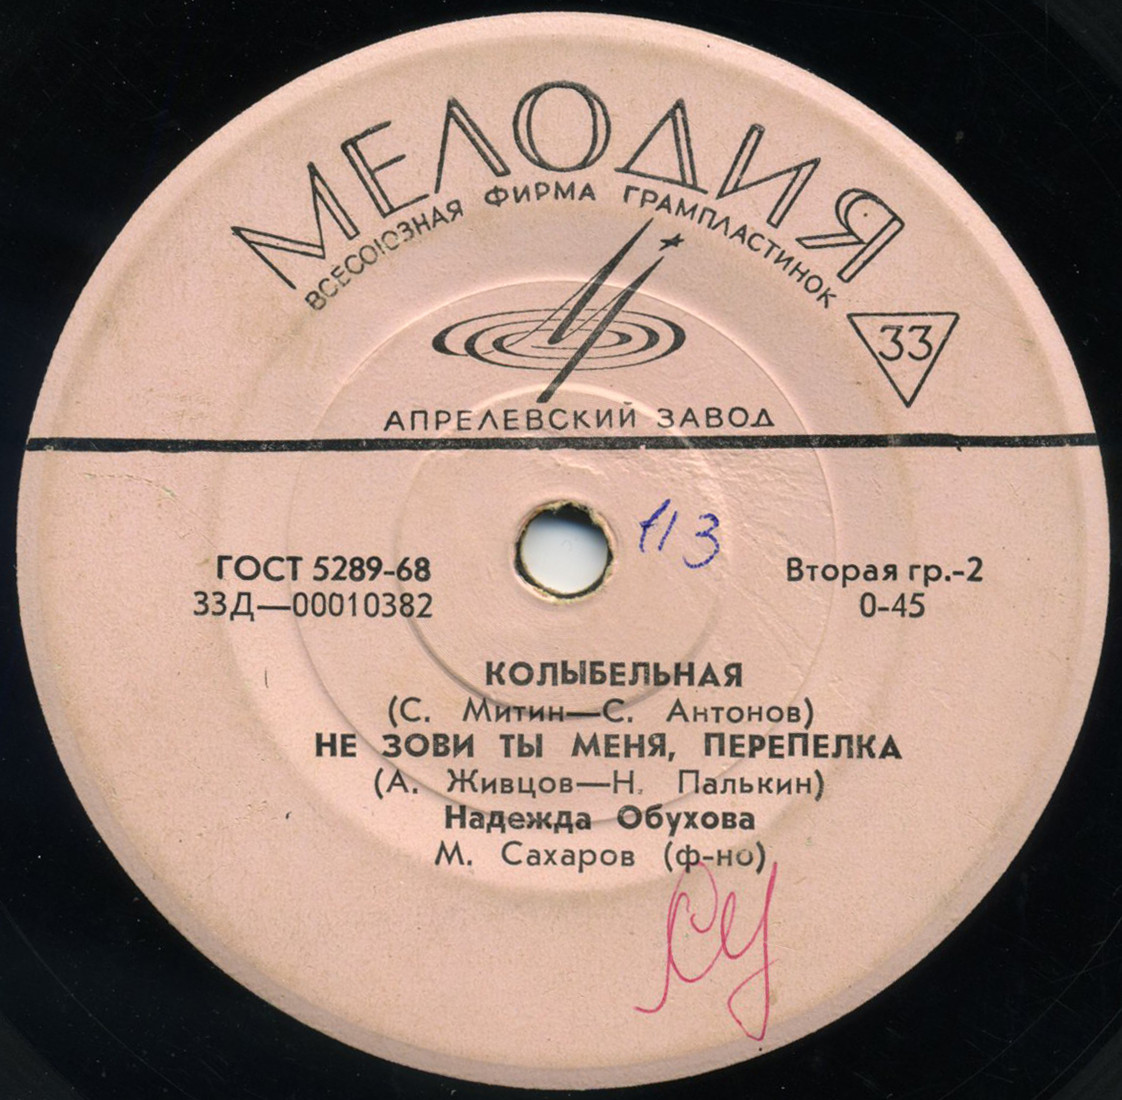 МЕЛОДИЯ
ВСЕСОЮЗНАЯ ФИРМА ГРАМПЛАСТИНОК
33
АПРЕЛЕВСКИЙ ЗАВОД
113
ГОСТ 5289-68
Вторая гр.-2
33Д—00010382
0-45
КОЛЫБЕЛЬНАЯ
(С. Митин—С. Антонов)
НЕ ЗОВИ ТЫ МЕНЯ, ПЕРЕПЕЛКА
(А. Живцов—Н. Палькин)
Надежда Обухова
М. Сахаров (ф-но)